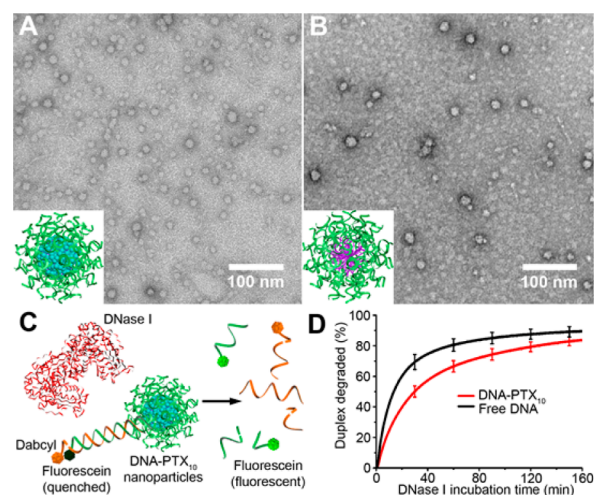 A
B
100 nm
100 nm
C
DNase I
Dabcyl
Fluorescein
(quenched)
DNA-PTX10
nanoparticles
Fluorescein
(fluorescent)
D
Duplex degraded (%)
100
80
60
40
20
0
DNA-PTX10
Free DNA
0 40 80 120 160
DNase I incubation time (min)